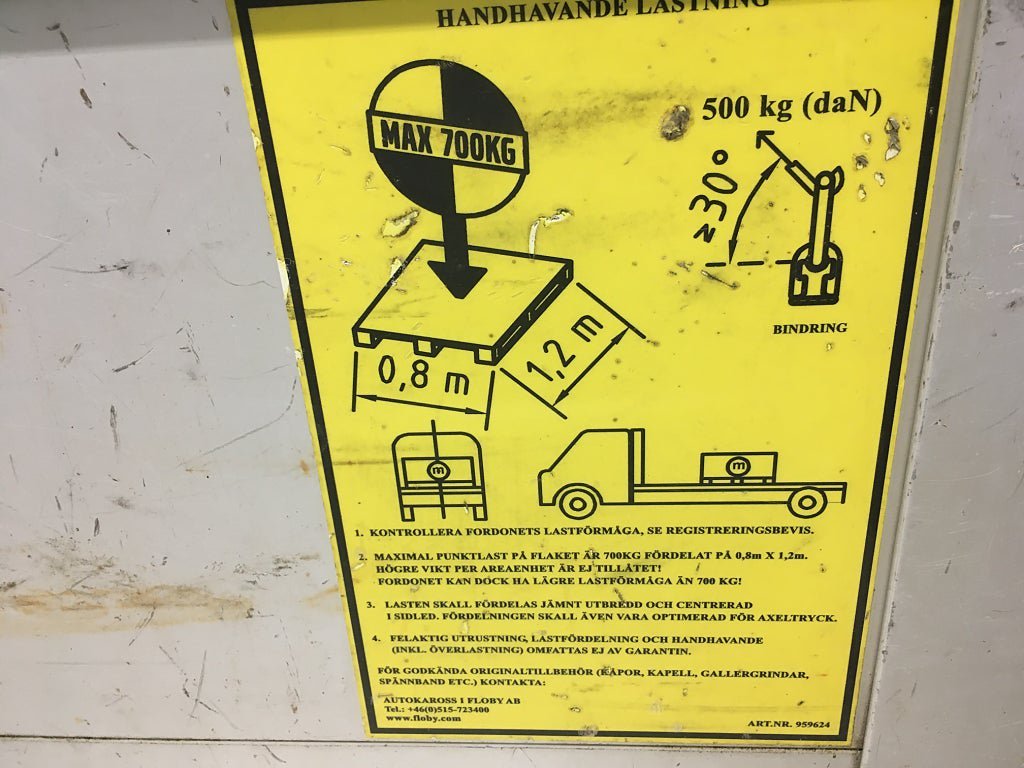 HANDHAVANDE LASTNING
MAX 700KG
500 kg (daN)
≥30°
BINDRING
0,8 m
1,2 m
m
m
1. KONTROLLERA FORDONETS LASTFÖRMÅGA, SE REGISTRERINGSBEVIS.
2. MAXIMAL PUNKTLAST PÅ FLAKET ÄR 700KG FÖRDELAT PÅ 0,8m X 1,2m.
HÖGRE VIKT PER AREAENHET ÄR EJ TILLÅTET!
FORDONET KAN DOCK HA LÄGRE LASTFÖRMÅGA ÄN 700 KG!
3. LASTEN SKALL FÖRDELAS JÄMNT UTBREDD OCH CENTRERAD
I SIDLED. FÖRDELNINGEN SKALL ÄVEN VARA OPTIMERAD FÖR AXELTRYCK.
4. FELAKTIG UTRUSTNING, LASTFÖRDELNING OCH HANDHAVANDE
(INKL. ÖVERLASTNING) OMFATTAS EJ AV GARANTIN.
FÖR GODKÄNDA ORIGINALTILLBEHÖR (KÅPOR, KAPELL, GALLERGRINDAR,
SPÄNNBAND ETC.) KONTAKTA:
AUTOKAROSS I FLOBY AB
Tel.: +46(0)515-723400
www.floby.com
ART.NR. 959624